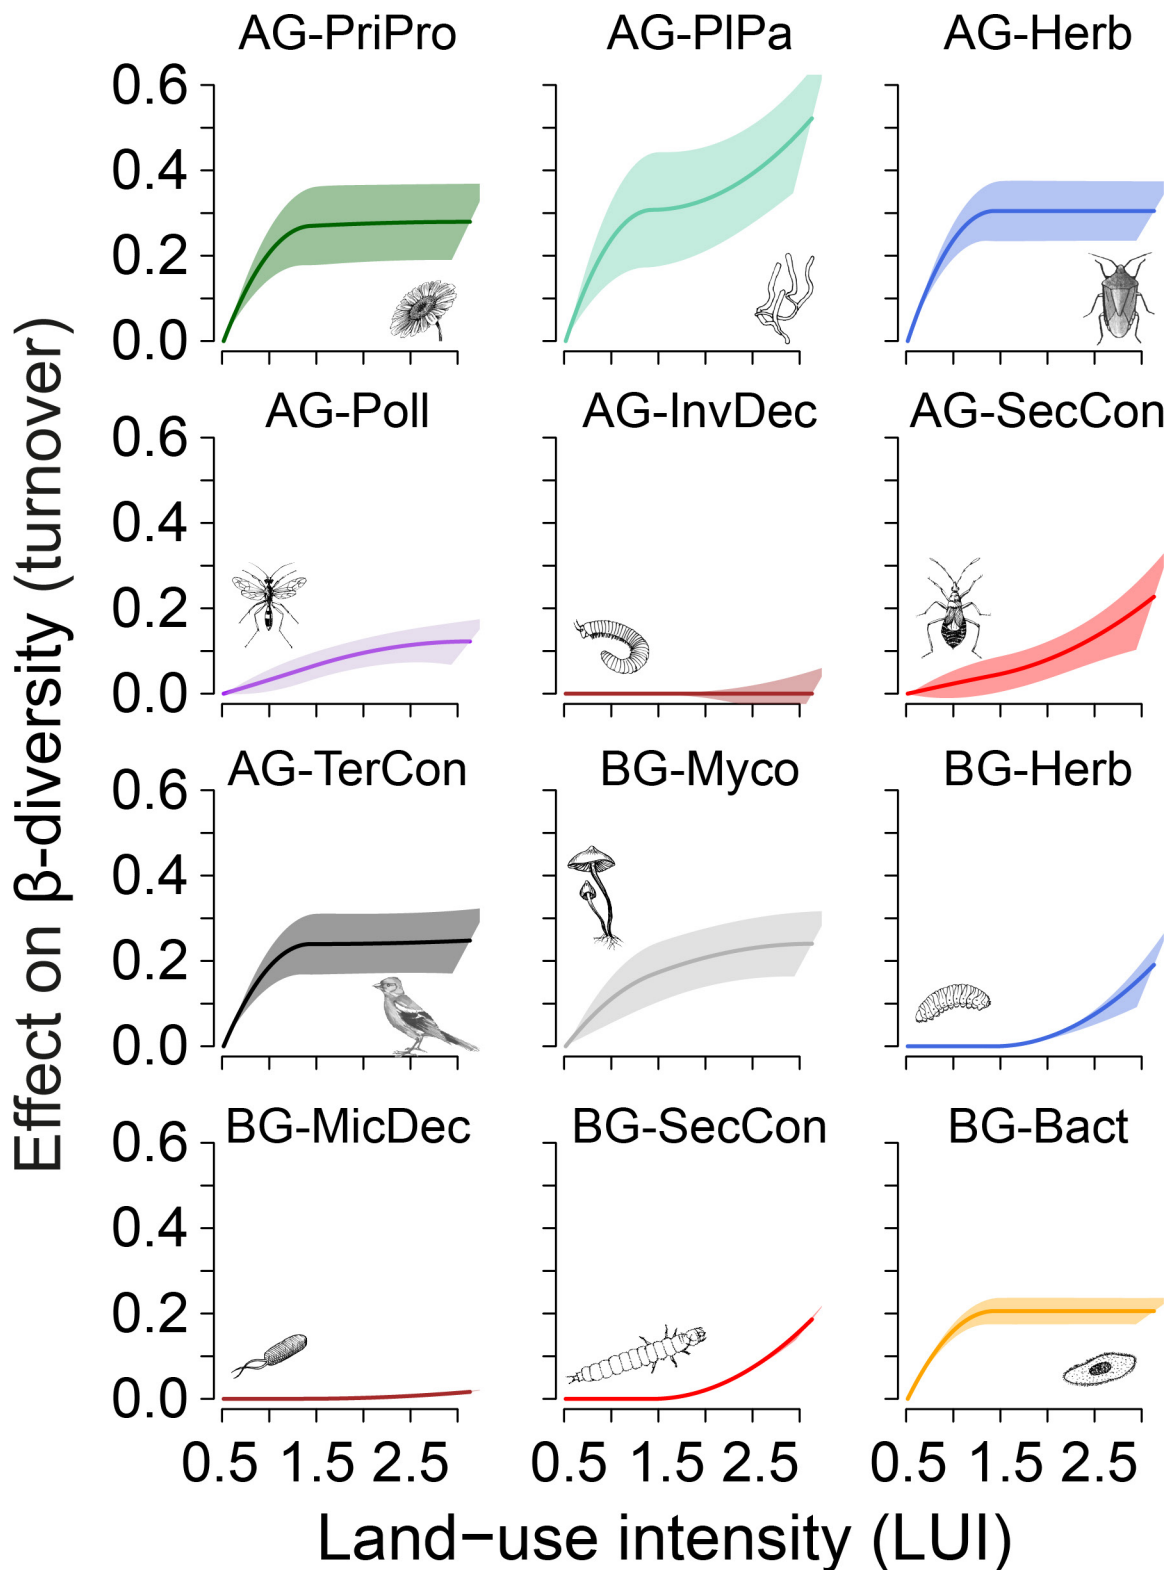 AG-PriPro AG-PlPa AG-Herb
0.6
0.4
0.2
0.0
AG-Poll AG-InvDec AG-SecCon
0.6
0.4
0.2
0.0
AG-TerCon BG-Myco BG-Herb
0.6
0.4
0.2
0.0
BG-MicDec BG-SecCon BG-Bact
0.6
0.4
0.2
0.0
0.5 1.5 2.5 0.5 1.5 2.5 0.5 1.5 2.5
Land−use intensity (LUI)
Effect on β-diversity (turnover)